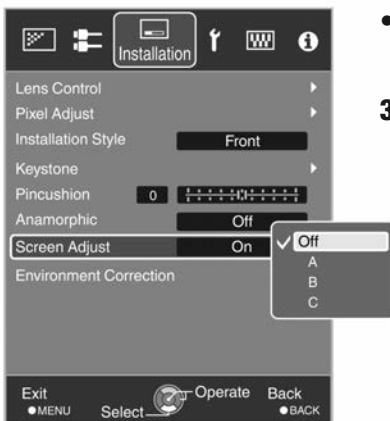 Installation
Lens Control
Pixel Adjust
Installation Style Front
Keystone
Pincushion 0
Anamorphic Off
Screen Adjust On
Off
A
B
C
Environment Correction
Exit Operate Back
●MENU Select ●BACK
3